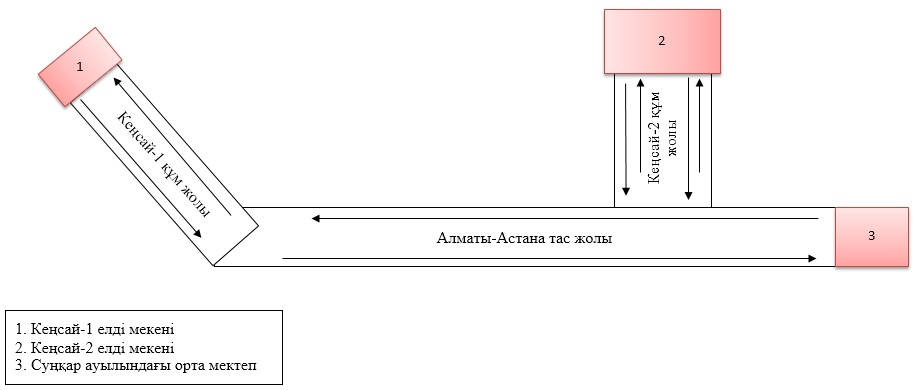 1
2
Кеңсай-1 құм жолы
Кеңсай-2 құм
жолы
Алматы-Астана тас жолы
3
1. Кеңсай-1 елді мекені
2. Кеңсай-2 елді мекені
3. Суңқар ауылындағы орта мектеп